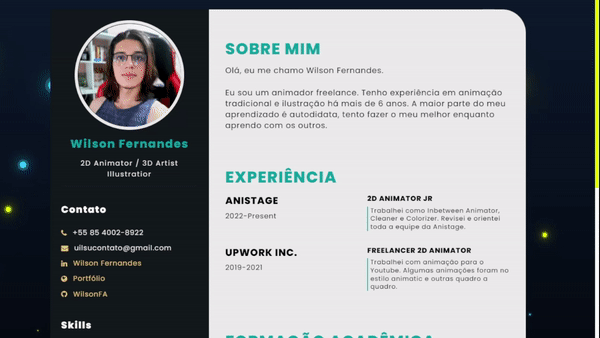 Wilson Fernandes
2D Animator / 3D Artist
Illustratior
Contato
+55 85 4002-8922
uilsucontato@gmail.com
Wilson Fernandes
Portfólio
WilsonFA
Skills
SOBRE MIM
Olá, eu me chamo Wilson Fernandes.
Eu sou um animador freelance. Tenho experiência em animação
tradicional e ilustração há mais de 6 anos. A maior parte do meu
aprendizado é autodidata, tento fazer o meu melhor enquanto
aprendo com os outros.
EXPERIÊNCIA
ANISTAGE
2022-Present
2D ANIMATOR JR
Trabalhei como Inbetween Animator,
Cleaner e Colorizer. Revisei e orientei
toda a equipe da Anistage.
UPWORK INC.
2019-2021
FREELANCER 2D ANIMATOR
Trabalhei com animação para o
Youtube. Algumas animações foram no
estilo animatic e outras quadro a
quadro.
FORMAÇÃO ACADÊMICA